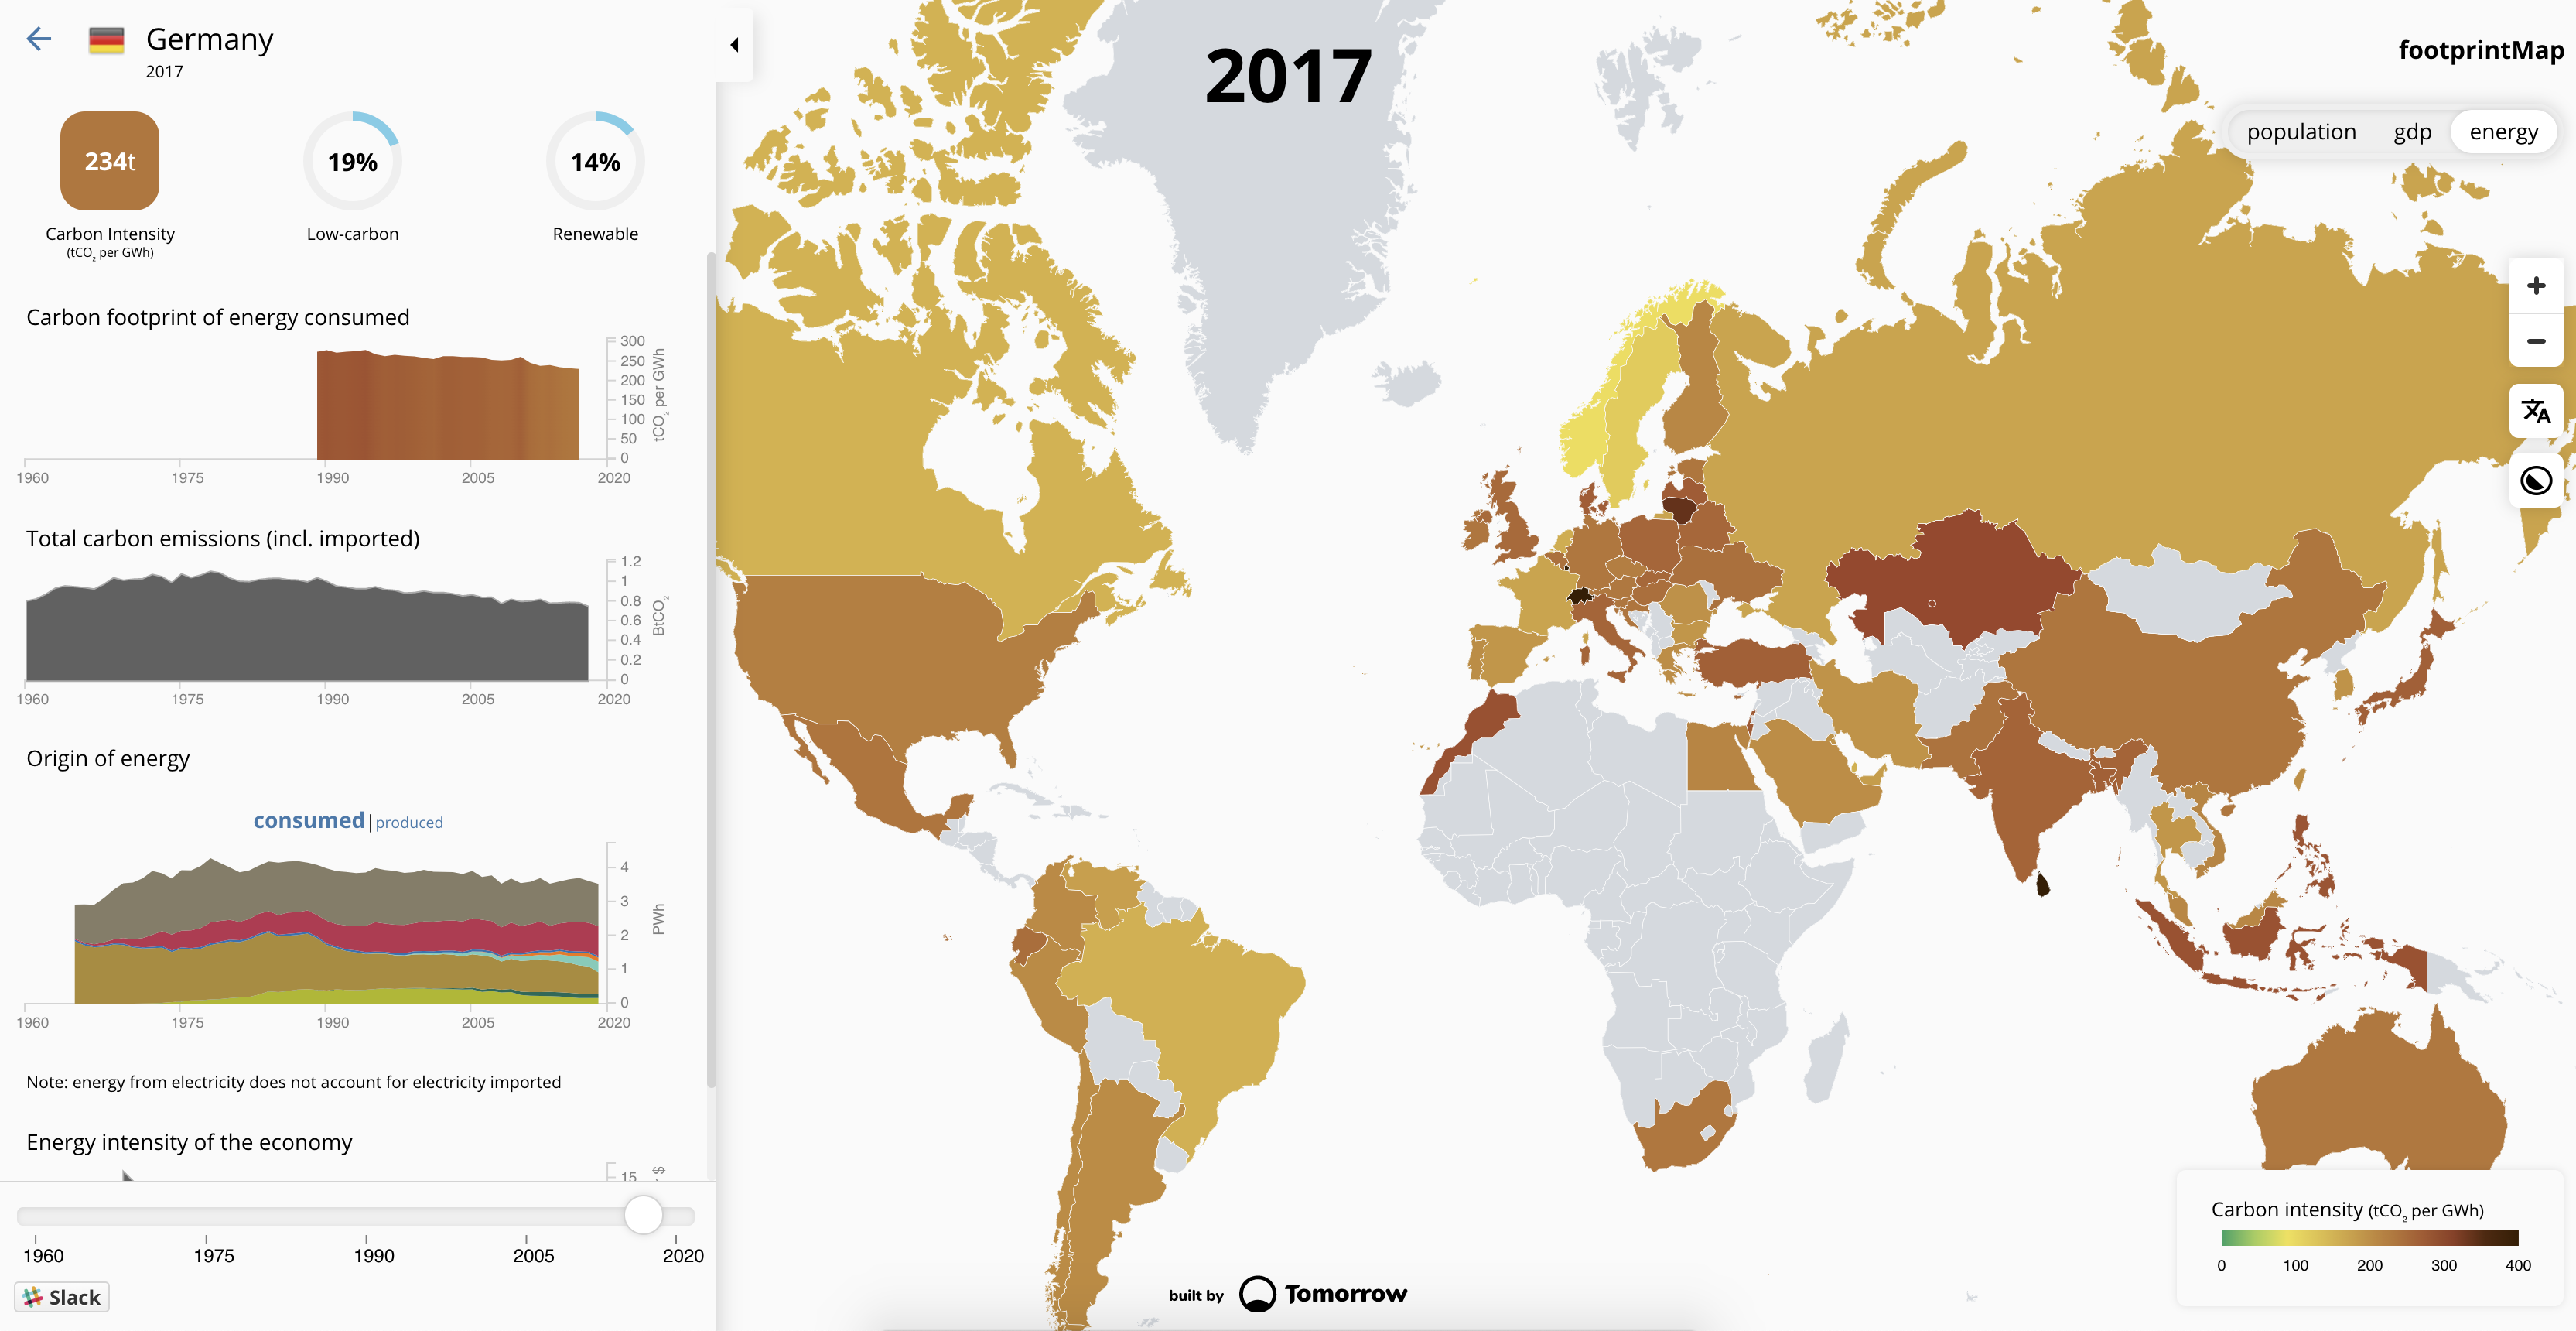 Germany
2017
234t
19%
14%
Carbon Intensity
(tCO₂ per GWh)
Low-carbon
Renewable
Carbon footprint of energy consumed
300
250
200
150
100
50
0
tCO₂ per GWh
1960 1975 1990 2005 2020
Total carbon emissions (incl. imported)
1.2
1
0.8
0.6
0.4
0.2
0
BtCO₂
1960 1975 1990 2005 2020
Origin of energy
consumed|produced
4
3
2
1
0
PWh
1960 1975 1990 2005 2020
Note: energy from electricity does not account for electricity imported
Energy intensity of the economy
15
$
1960 1975 1990 2005 2020
Slack
2017
footprintMap
population gdp energy
+
−
Carbon intensity (tCO₂ per GWh)
0 100 200 300 400
built by Tomorrow